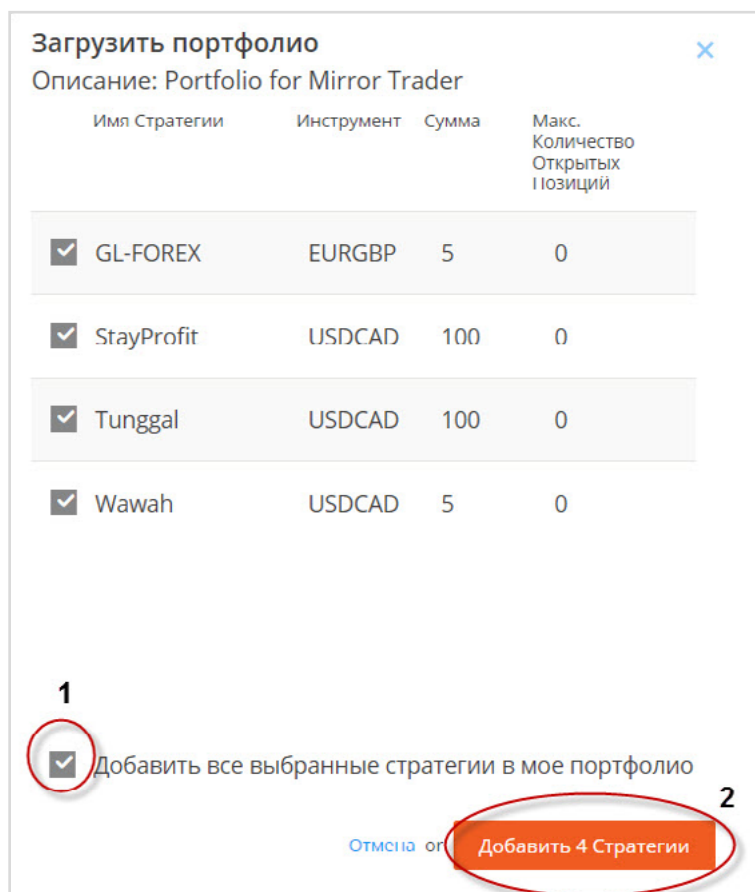 Загрузить портфолио
Описание: Portfolio for Mirror Trader
Имя Стратегии Инструмент Сумма Макс.
Количество
Открытых
Позиций
GL-FOREX EURGBP 5 0
StayProfit USDCAD 100 0
Tunggal USDCAD 100 0
Wawah USDCAD 5 0
1
Добавить все выбранные стратегии в мое портфолио
2
Отмена or Добавить 4 Стратегии